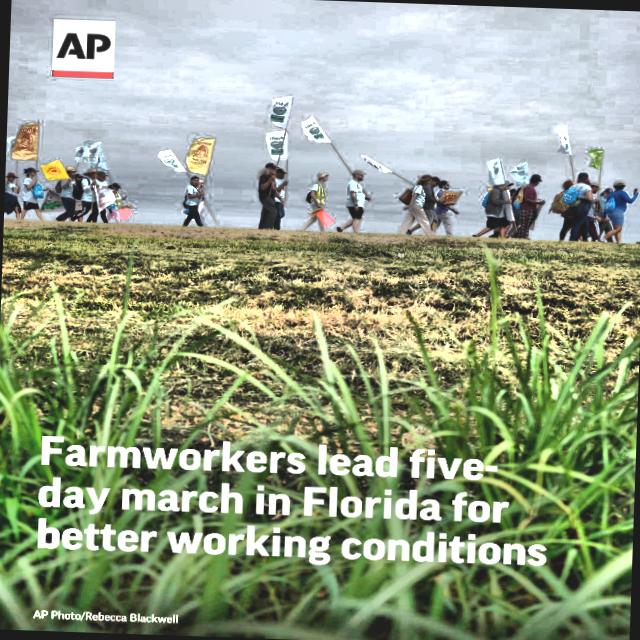 AP
Farmworkers lead five-
day march in Florida for
better working conditions
AP Photo/Rebecca Blackwell